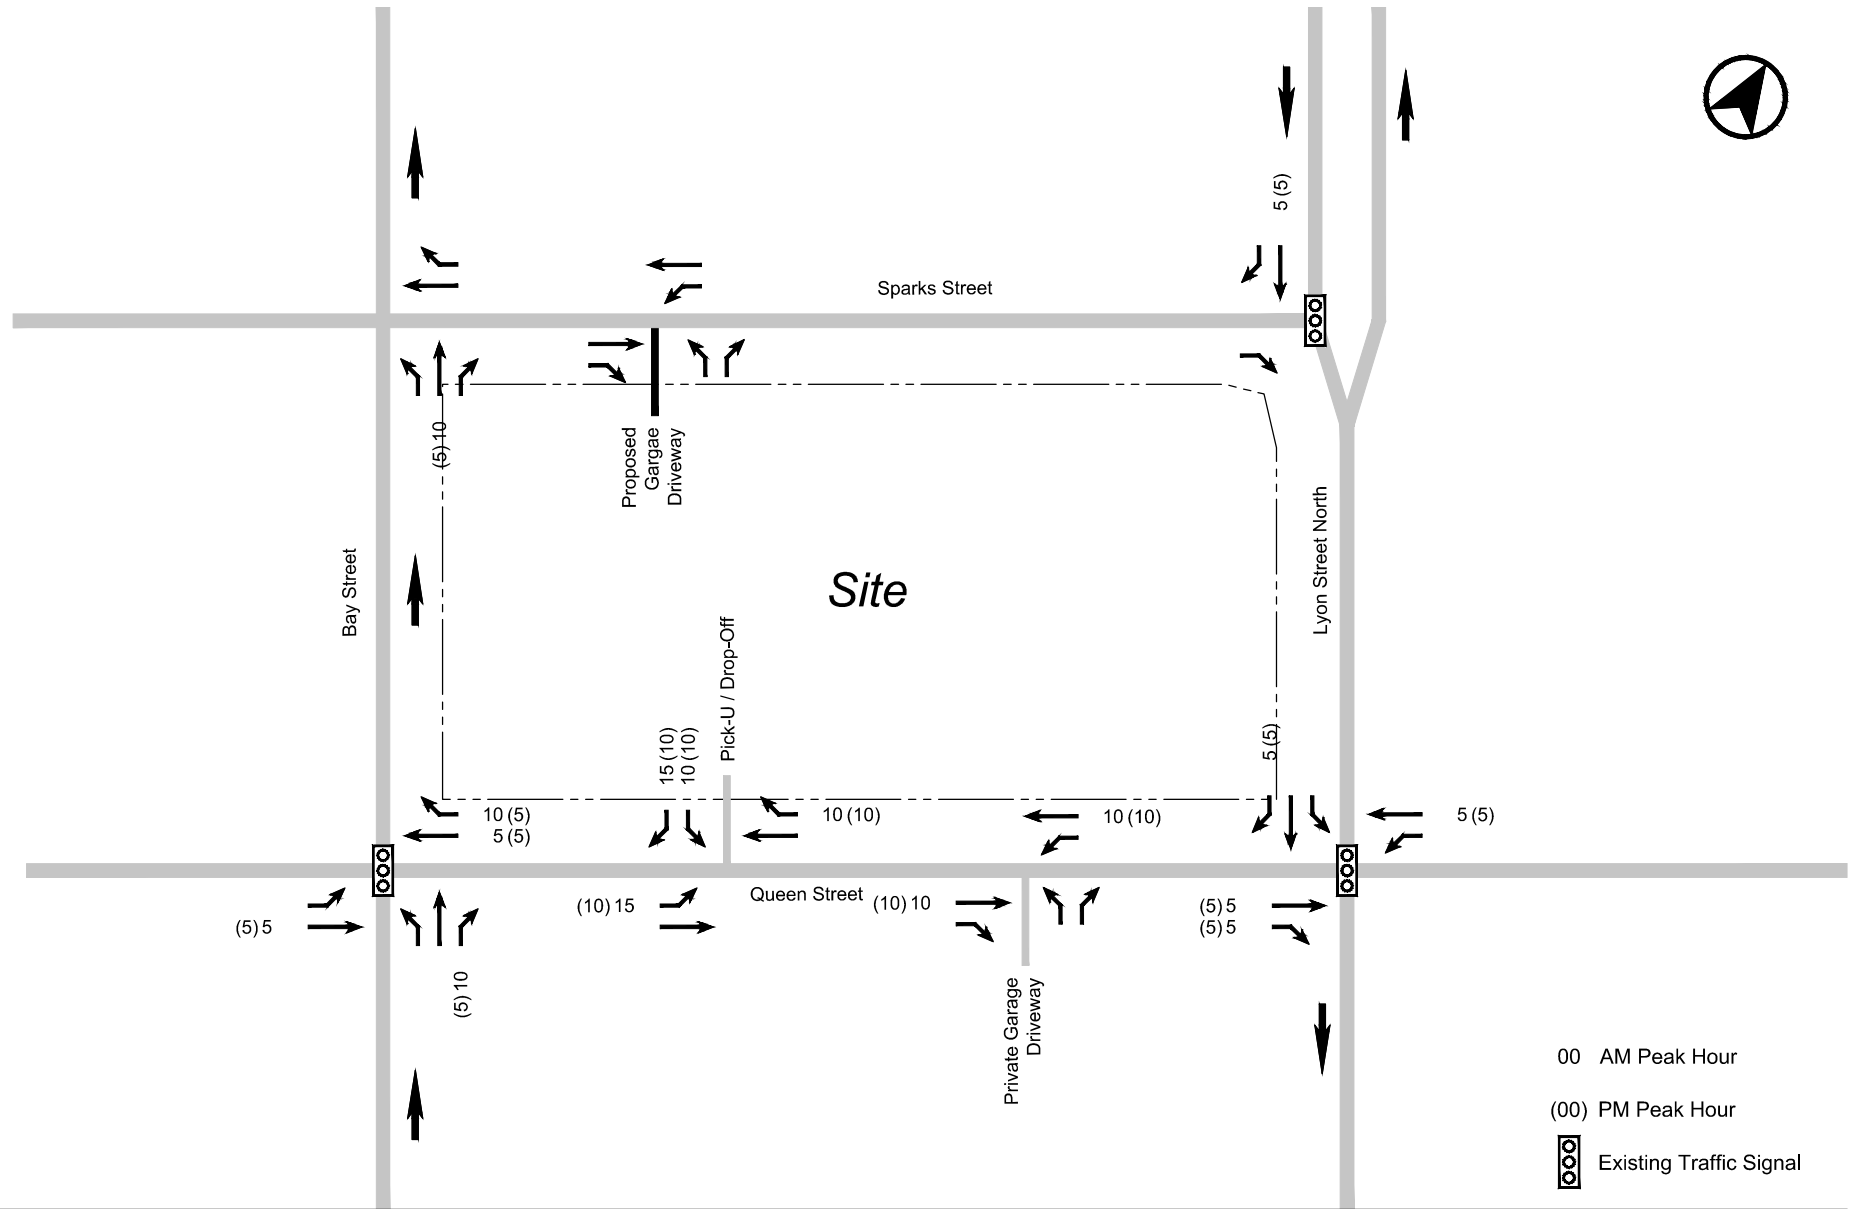 5 (5)
Sparks Street
(5) 10
Proposed
Gargae
Driveway
Bay Street
Site
Lyon Street North
Pick-U / Drop-Off
15 (10)
10 (10)
5 (5)
10 (5)
5 (5)
10 (10)
10 (10)
5 (5)
Queen Street
(5) 5
(10) 15
(10) 10
(5) 5
(5) 5
(5) 10
Private Garage
Driveway
00 AM Peak Hour
(00) PM Peak Hour
Existing Traffic Signal